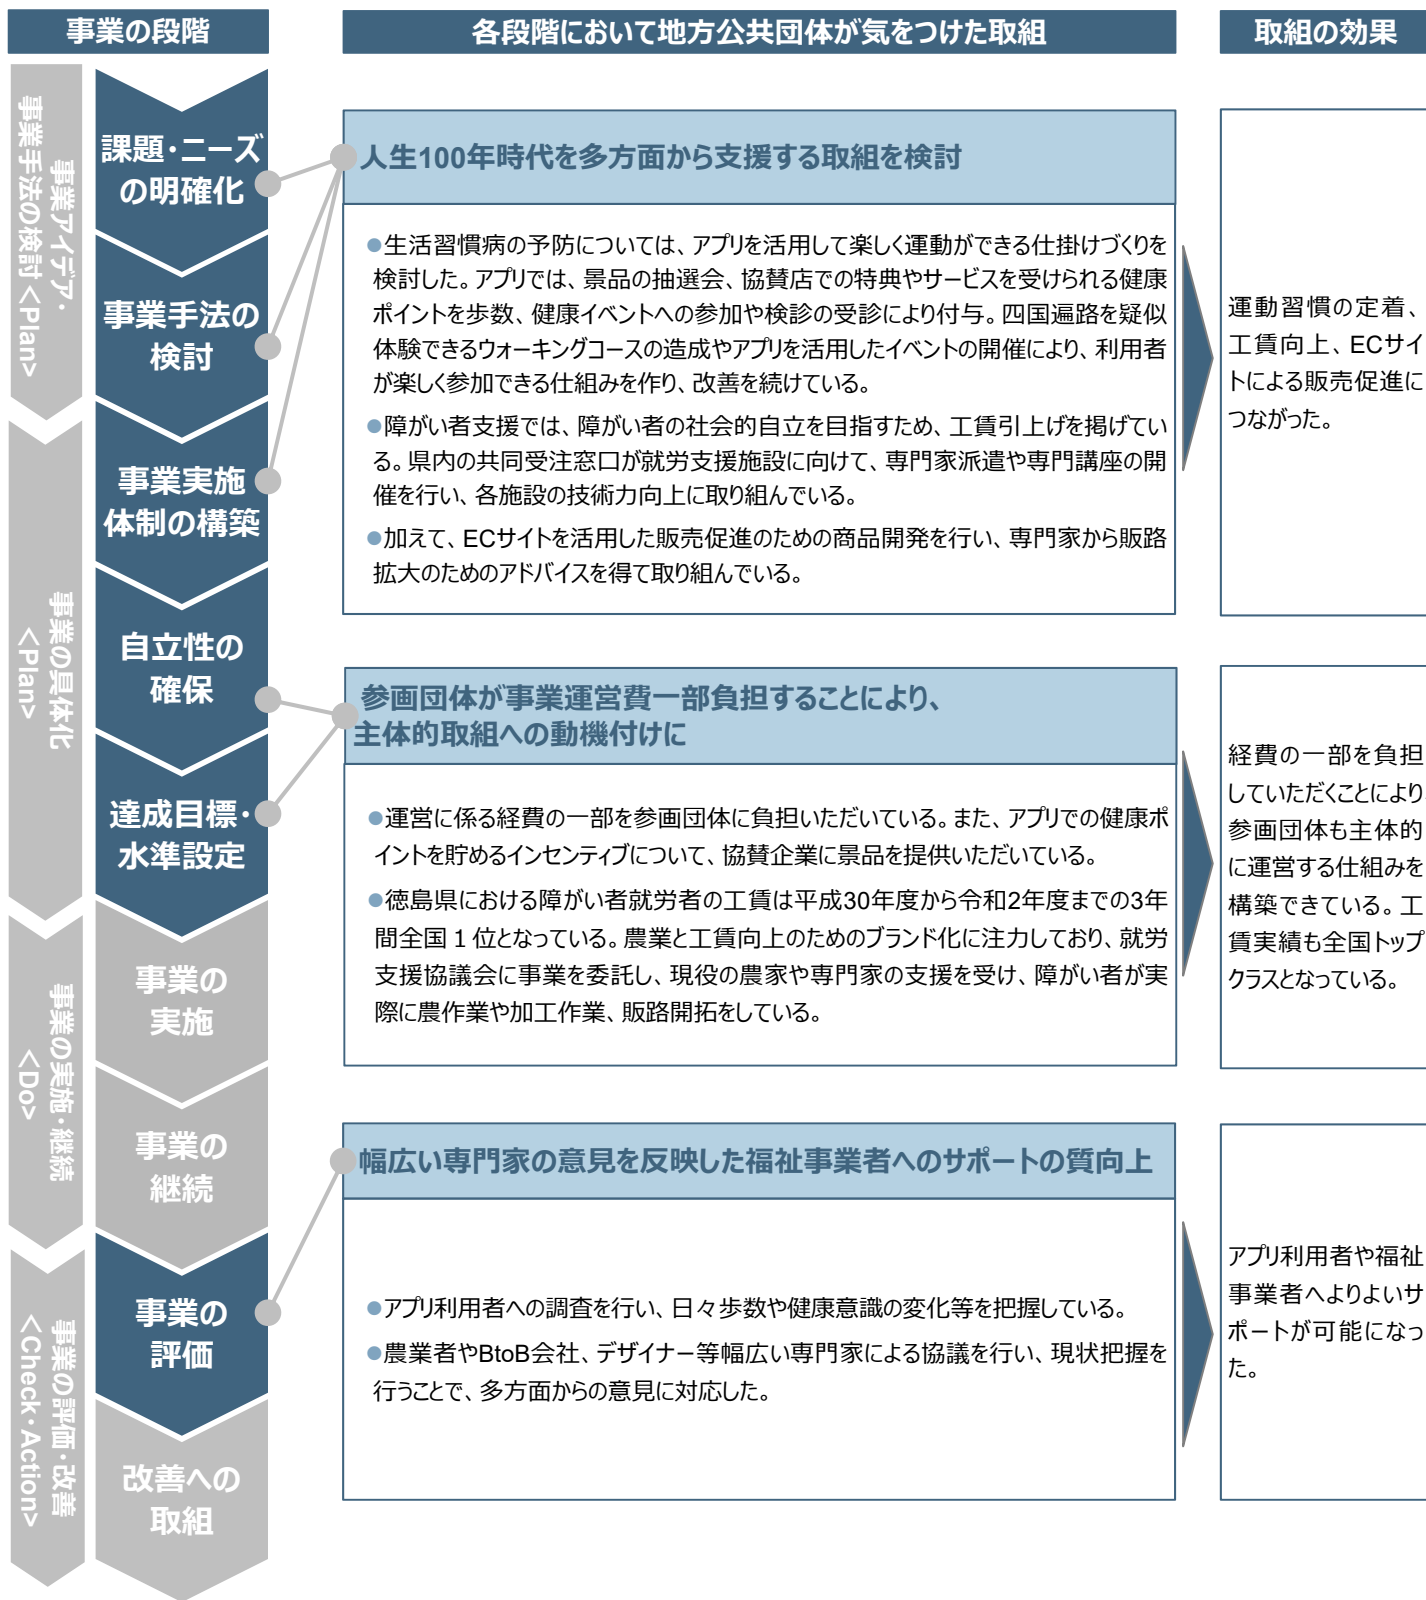 事業の段階
各段階において地方公共団体が気をつけた取組
取組の効果
事業アイデア・
事業手法の検討 <Plan>
事業の具体化
<Plan>
事業の実施・継続
<Do>
事業の評価・改善
<Check・Action>
課題・ニーズ
の明確化
事業手法の
検討
事業実施
体制の構築
自立性の
確保
達成目標・
水準設定
事業の
実施
事業の
継続
事業の
評価
改善への
取組
人生100年時代を多方面から支援する取組を検討
●生活習慣病の予防については、アプリを活用して楽しく運動ができる仕掛けづくりを
検討した。アプリでは、景品の抽選会、協賛店での特典やサービスを受けられる健康
ポイントを歩数、健康イベントへの参加や検診の受診により付与。四国遍路を疑似
体験できるウォーキングコースの造成やアプリを活用したイベントの開催により、利用者
が楽しく参加できる仕組みを作り、改善を続けている。
●障がい者支援では、障がい者の社会的自立を目指すため、工賃引上げを掲げてい
る。県内の共同受注窓口が就労支援施設に向けて、専門家派遣や専門講座の開
催を行い、各施設の技術力向上に取り組んでいる。
●加えて、ECサイトを活用した販売促進のための商品開発を行い、専門家から販路
拡大のためのアドバイスを得て取り組んでいる。
運動習慣の定着、
工賃向上、ECサイ
トによる販売促進に
つながった。
参画団体が事業運営費一部負担することにより、
主体的取組への動機付けに
●運営に係る経費の一部を参画団体に負担いただいている。また、アプリでの健康ポ
イントを貯めるインセンティブについて、協賛企業に景品を提供いただいている。
●徳島県における障がい者就労者の工賃は平成30年度から令和2年度までの3年
間全国１位となっている。農業と工賃向上のためのブランド化に注力しており、就労
支援協議会に事業を委託し、現役の農家や専門家の支援を受け、障がい者が実
際に農作業や加工作業、販路開拓をしている。
経費の一部を負担
していただくことにより
参画団体も主体的
に運営する仕組みを
構築できている。工
賃実績も全国トップ
クラスとなっている。
幅広い専門家の意見を反映した福祉事業者へのサポートの質向上
●アプリ利用者への調査を行い、日々歩数や健康意識の変化等を把握している。
●農業者やBtoB会社、デザイナー等幅広い専門家による協議を行い、現状把握を
行うことで、多方面からの意見に対応した。
アプリ利用者や福祉
事業者へよりよいサ
ポートが可能になっ
た。